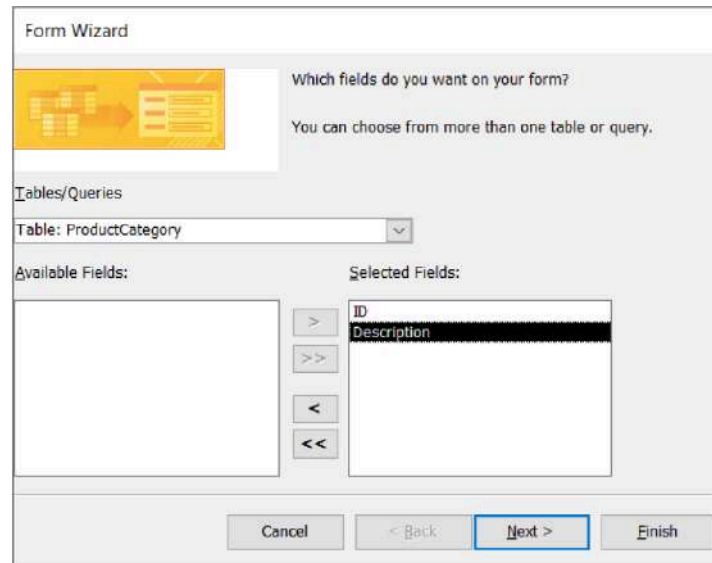 Form Wizard
Which fields do you want on your form?
You can choose from more than one table or query.
Tables/Queries
Table: ProductCategory
Available Fields:
Selected Fields:
ID
Description
>
>>
<
<<
Cancel
< Back
Next >
Finish